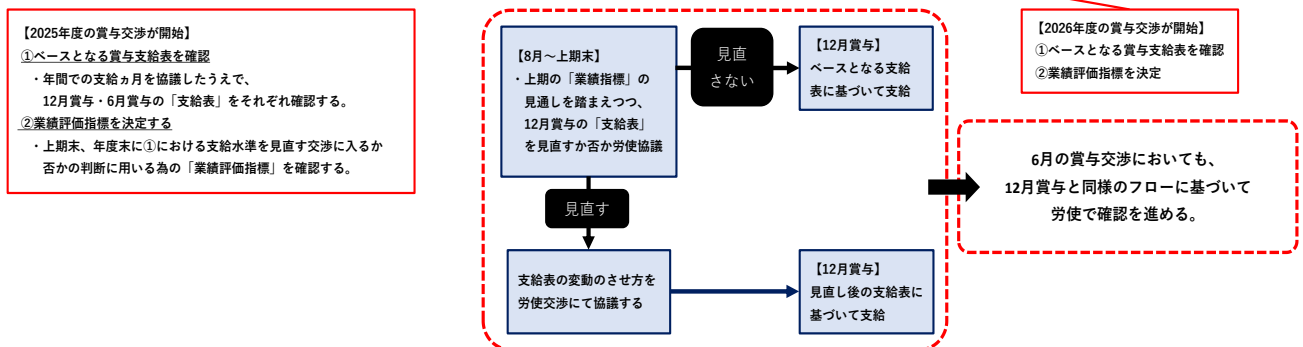 【2025年度の賞与交渉が開始】
①ベースとなる賞与支給表を確認
・年間での支給ヵ月を協議したうえで、
12月賞与・6月賞与の「支給表」をそれぞれ確認する。
②業績評価指標を決定する
・上期末、年度末に①における支給水準を見直す交渉に入るか
否かの判断に用いる為の「業績評価指標」を確認する。
【8月～上期末】
・上期の「業績指標」の
見通しを踏まえつつ、
12月賞与の「支給表」
を見直すか否か労使協議
見直
さない
【12月賞与】
ベースとなる支給
表に基づいて支給
見直す
支給表の変動のさせ方を
労使交渉にて協議する
【12月賞与】
見直し後の支給表に
基づいて支給
【2026年度の賞与交渉が開始】
①ベースとなる賞与支給表を確認
②業績評価指標を決定
6月の賞与交渉においても、
12月賞与と同様のフローに基づいて
労使で確認を進める。